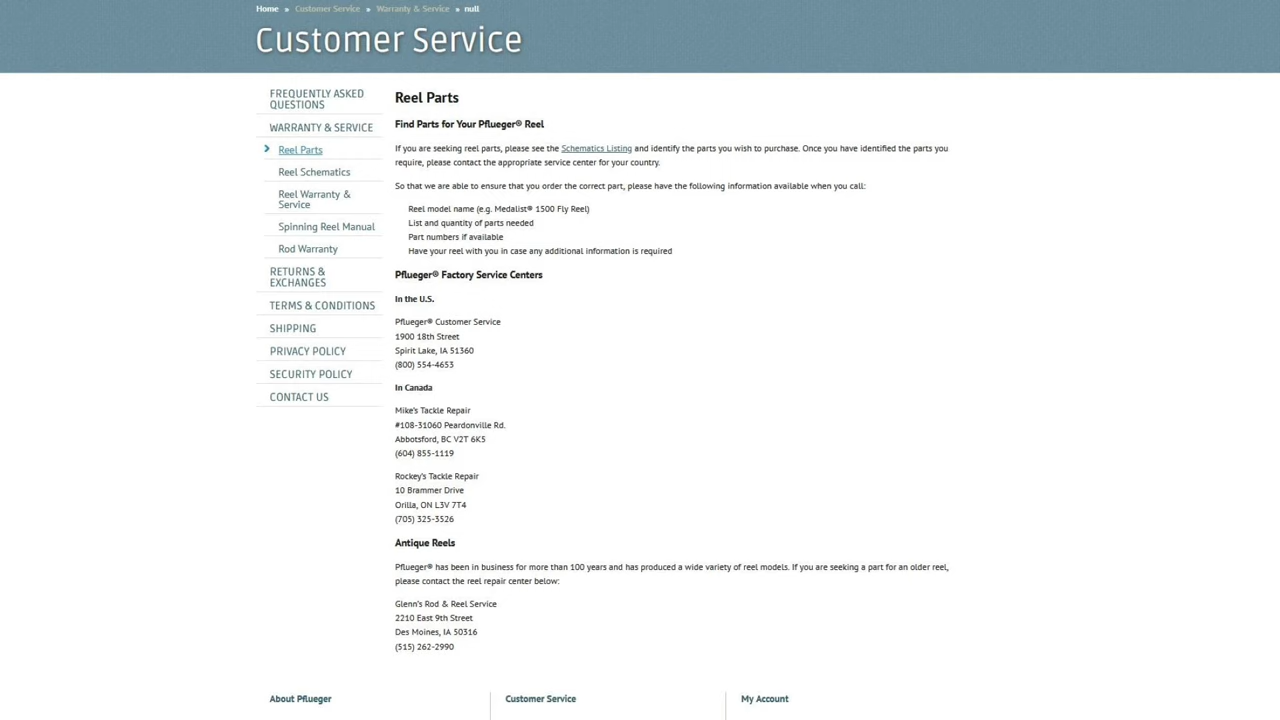 Home » Customer Service » Warranty & Service » null
Customer Service
FREQUENTLY ASKED
QUESTIONS
WARRANTY & SERVICE
Reel Parts
Reel Schematics
Reel Warranty &
Service
Spinning Reel Manual
Rod Warranty
RETURNS &
EXCHANGES
TERMS & CONDITIONS
SHIPPING
PRIVACY POLICY
SECURITY POLICY
CONTACT US
Reel Parts
Find Parts for Your Pflueger® Reel
If you are seeking reel parts, please see the Schematics Listing and identify the parts you wish to purchase. Once you have identified the parts you
require, please contact the appropriate service center for your country.
So that we are able to ensure that you order the correct part, please have the following information available when you call:
Reel model name (e.g. Medalist® 1500 Fly Reel)
List and quantity of parts needed
Part numbers if available
Have your reel with you in case any additional information is required
Pflueger® Factory Service Centers
In the U.S.
Pflueger® Customer Service
1900 18th Street
Spirit Lake, IA 51360
(800) 554-4653
In Canada
Mike's Tackle Repair
#108-31060 Peardonville Rd.
Abbotsford, BC V2T 6K5
(604) 855-1119
Rockey's Tackle Repair
10 Brammer Drive
Orilla, ON L3V 7T4
(705) 325-3526
Antique Reels
Pflueger® has been in business for more than 100 years and has produced a wide variety of reel models. If you are seeking a part for an older reel,
please contact the reel repair center below:
Glenn's Rod & Reel Service
2210 East 9th Street
Des Moines, IA 50316
(515) 262-2990
About Pflueger
Customer Service
My Account